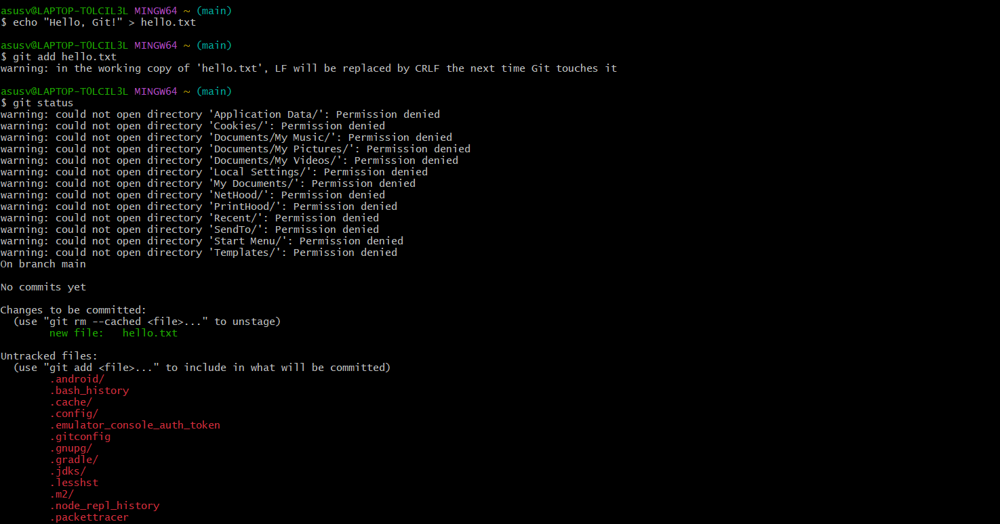 asusv@LAPTOP-T0LCIL3L MINGW64 ~ (main)
$ echo "Hello, Git!" > hello.txt

asusv@LAPTOP-T0LCIL3L MINGW64 ~ (main)
$ git add hello.txt
warning: in the working copy of 'hello.txt', LF will be replaced by CRLF the next time Git touches it

asusv@LAPTOP-T0LCIL3L MINGW64 ~ (main)
$ git status
warning: could not open directory 'Application Data/': Permission denied
warning: could not open directory 'Cookies/': Permission denied
warning: could not open directory 'Documents/My Music/': Permission denied
warning: could not open directory 'Documents/My Pictures/': Permission denied
warning: could not open directory 'Documents/My Videos/': Permission denied
warning: could not open directory 'Local Settings/': Permission denied
warning: could not open directory 'My Documents/': Permission denied
warning: could not open directory 'NetHood/': Permission denied
warning: could not open directory 'PrintHood/': Permission denied
warning: could not open directory 'Recent/': Permission denied
warning: could not open directory 'SendTo/': Permission denied
warning: could not open directory 'Start Menu/': Permission denied
warning: could not open directory 'Templates/': Permission denied
On branch main

No commits yet

Changes to be committed:
  (use "git rm --cached <file>..." to unstage)
        new file:   hello.txt

Untracked files:
  (use "git add <file>..." to include in what will be committed)
        .android/
        .bash_history
        .cache/
        .config/
        .emulator_console_auth_token
        .gitconfig
        .gnupg/
        .gradle/
        .jdks/
        .lesshst
        .m2/
        .node_repl_history
        .packettracer